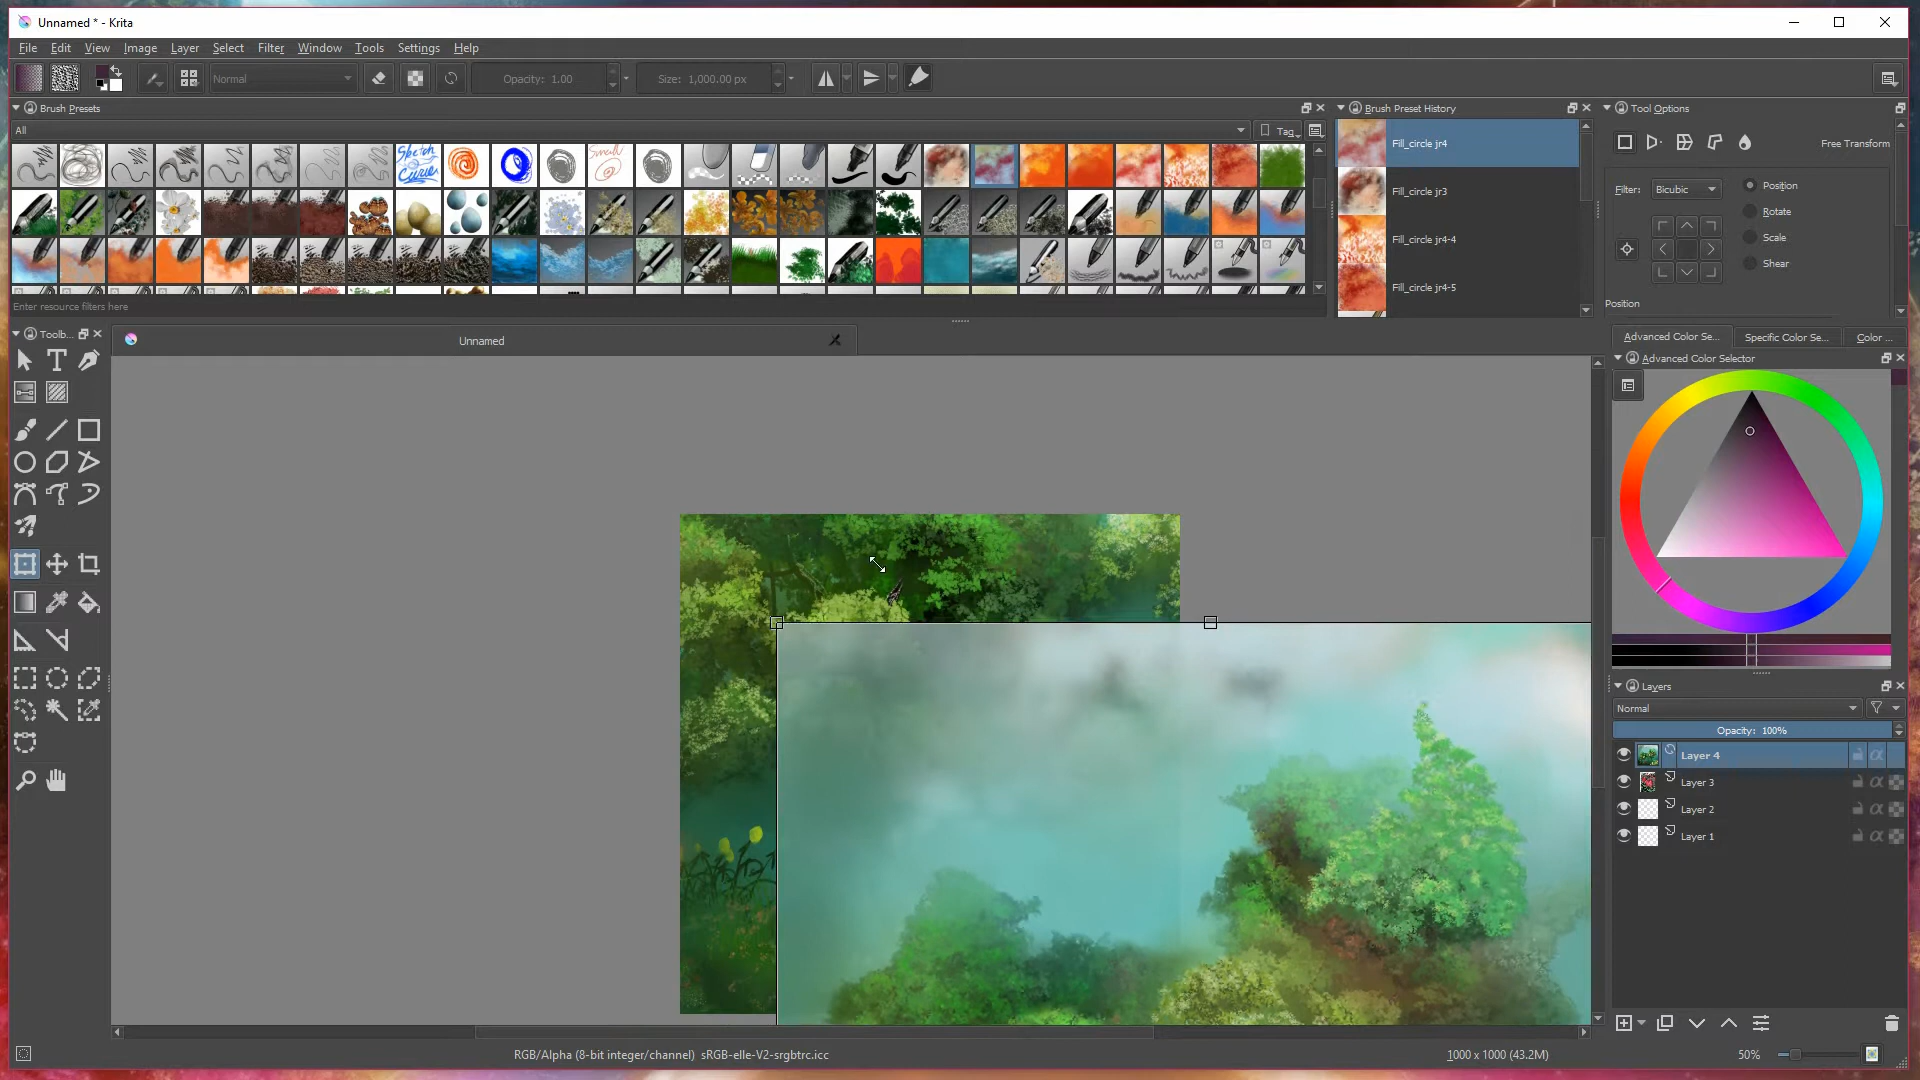 Unnamed * - Krita
File Edit View Image Layer Select Filter Tools Settings Window Help
Normal
Opacity: 1.00
Size: 1,000.00 px
Brush Presets
All
Tag
Sketch Curve
Small
Enter resource filters here
Brush Preset History
Fill_circle jr4
Fill_circle jr3
Fill_circle jr4-4
Fill_circle jr4-5
Tool Options
Free Transform
Filter: Bicubic
Position
Rotate
Scale
Shear
Position
Toolb...
Unnamed
Advanced Color Se... Specific Color Se... Color ...
Advanced Color Selector
Layers
Normal
Opacity: 100%
Layer 4
Layer 3
Layer 2
Layer 1
RGB/Alpha (8-bit integer/channel) sRGB-elle-V2-srgbtrc.icc
1000 x 1000 (43.2M)
50%